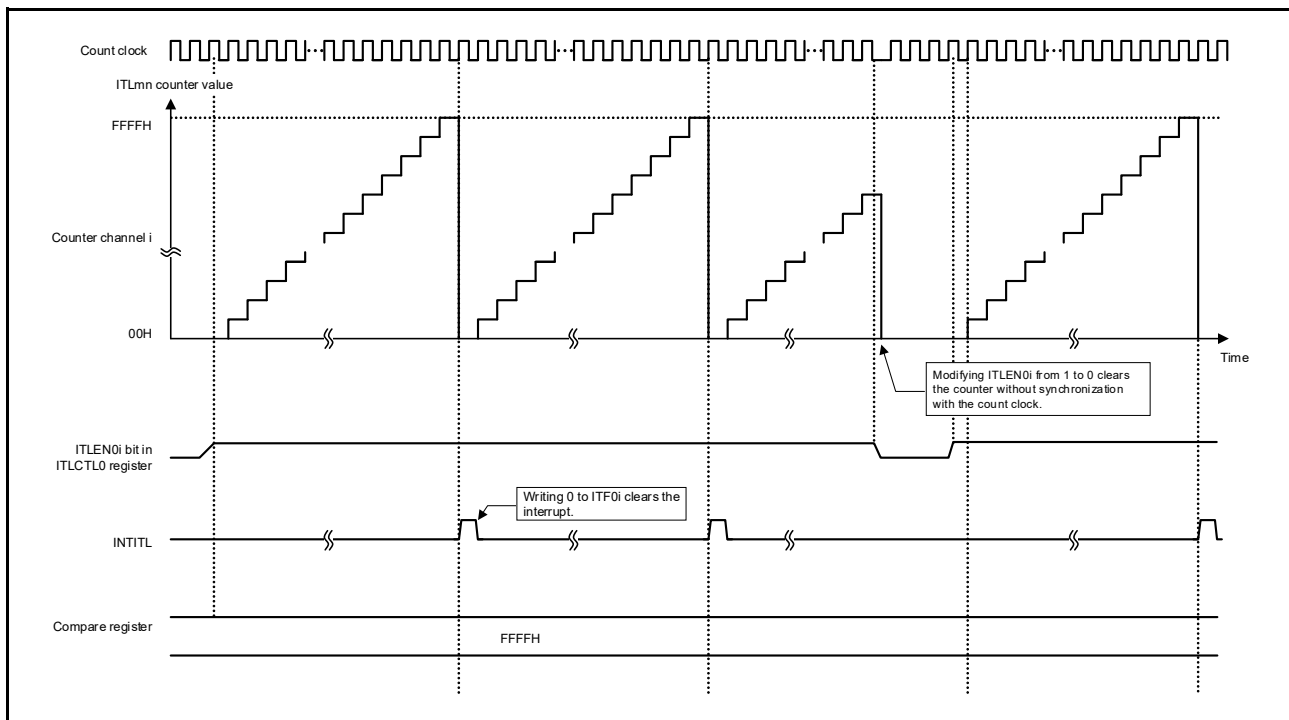 Count clock
ITLmn counter value
FFFFH
Counter channel i
00H
Time
Modifying ITLEN0i from 1 to 0 clears
the counter without synchronization
with the count clock.
ITLEN0i bit in
ITLCTL0 register
Writing 0 to ITF0i clears the
interrupt.
INTITL
Compare register
FFFFH